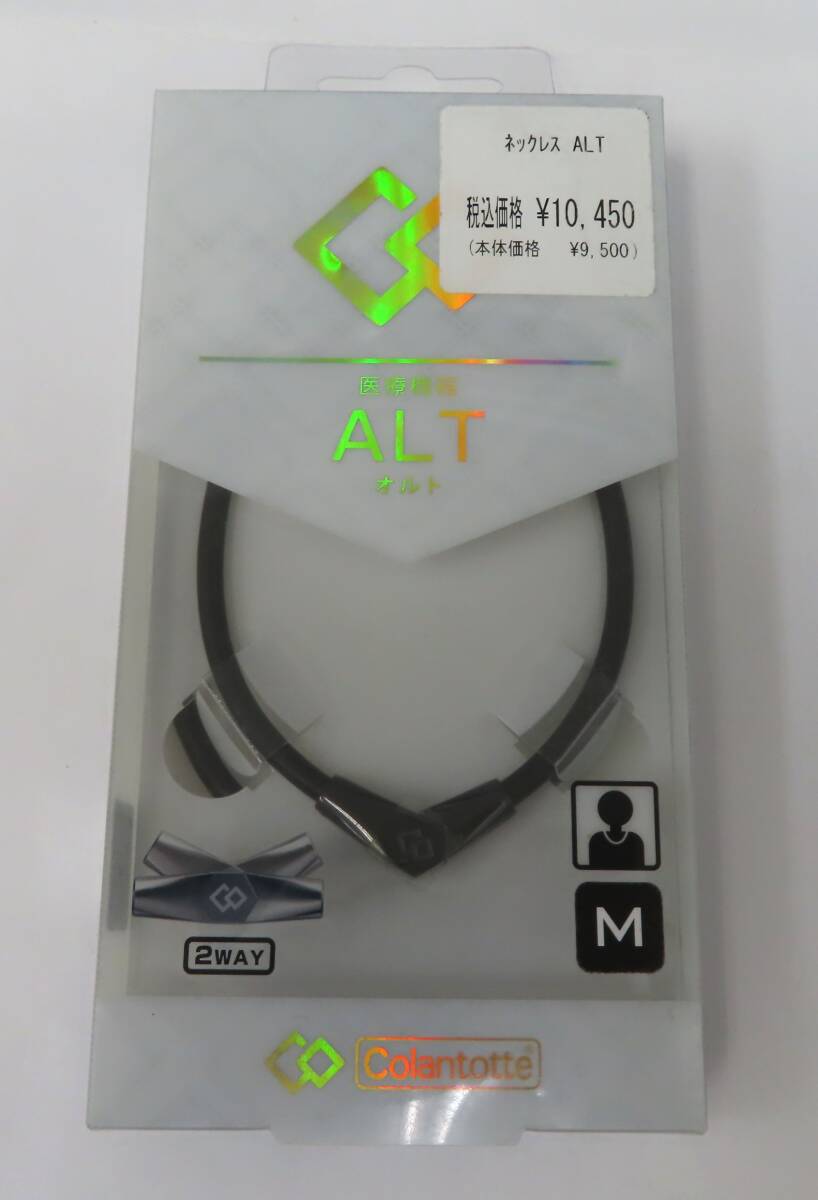 ネックレス ALT
税込価格 ¥10,450
(本体価格 ¥9,500)
医療機器
ALT
オルト
M
2WAY
Colantotte